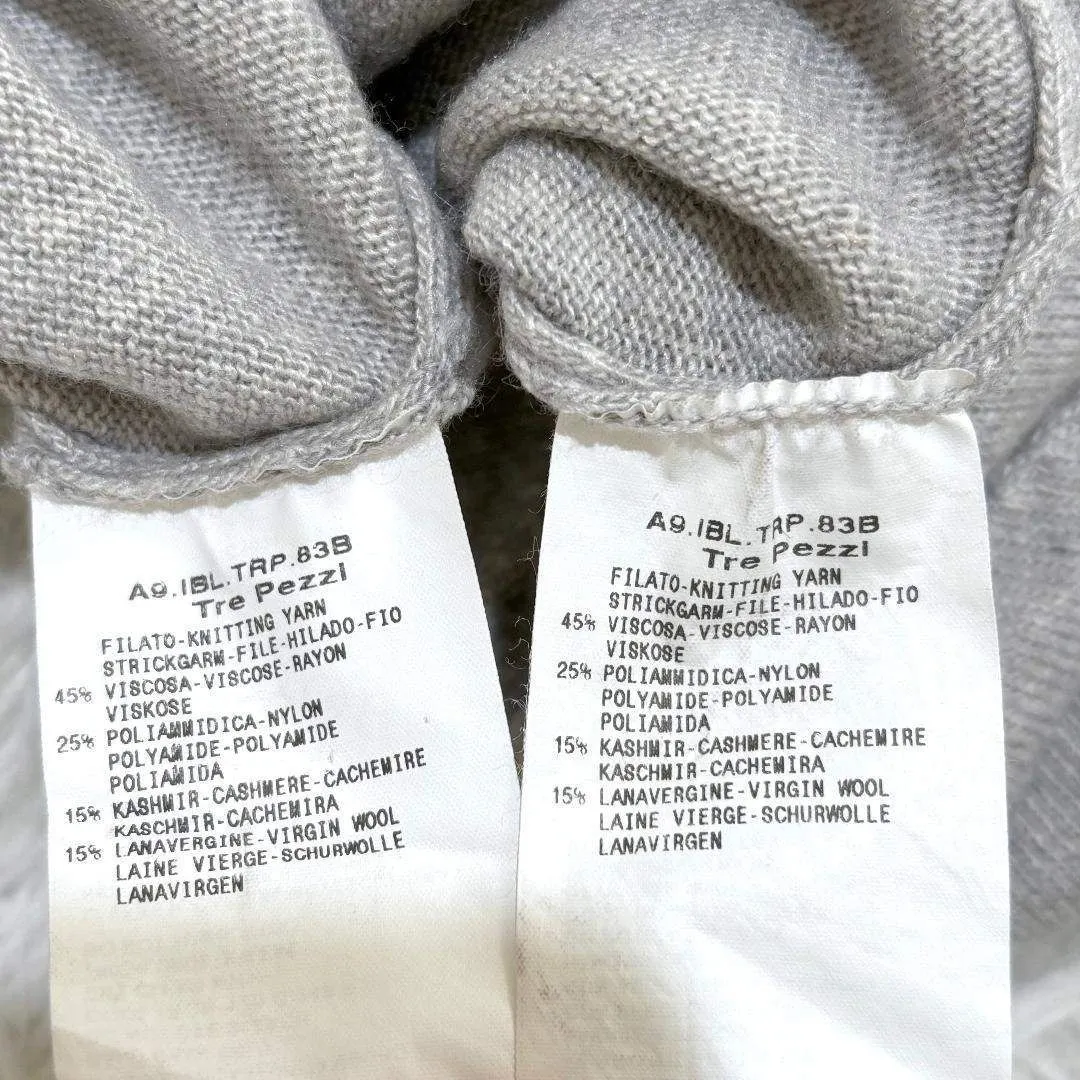 A9.IBL.TRP.83B
Tre Pezzi
FILATO-KNITTING YARN
STRICKGARM-FILE-HILADO-FIO
45% VISCOSA-VISCOSE-RAYON
VISKOSE
25% POLIAMMIDICA-NYLON
POLYAMIDE-POLYAMIDE
POLIAMIDA
15% KASHMIR-CASHMERE-CACHEMIRE
KASCHMIR-CACHEMIRA
15% LANAVERGINE-VIRGIN WOOL
LAINE VIERGE-SCHURWOLLE
LANAVIRGEN
A9.IBL.TRP.83B
Tre Pezzi
FILATO-KNITTING YARN
STRICKGARM-FILE-HILADO-FIO
45% VISCOSA-VISCOSE-RAYON
VISKOSE
25% POLIAMMIDICA-NYLON
POLYAMIDE-POLYAMIDE
POLIAMIDA
15% KASHMIR-CASHMERE-CACHEMIRE
KASCHMIR-CACHEMIRA
15% LANAVERGINE-VIRGIN WOOL
LAINE VIERGE-SCHURWOLLE
LANAVIRGEN